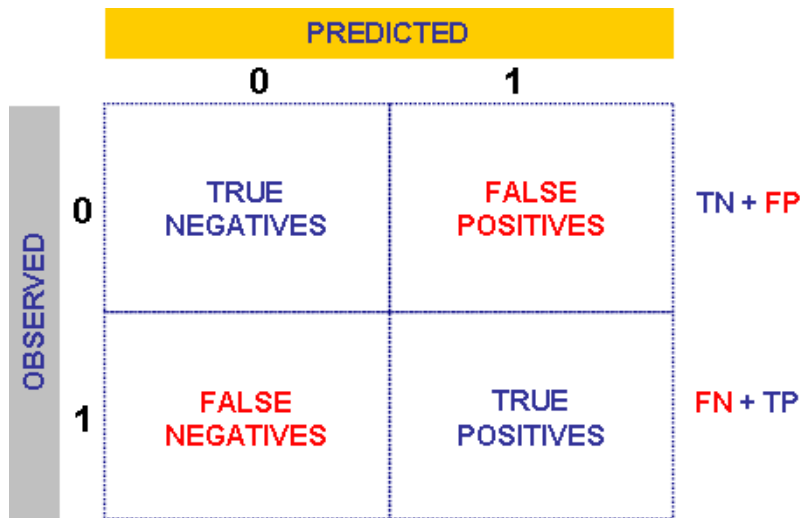 PREDICTED
0 1
0
TRUE
NEGATIVES
FALSE
POSITIVES
TN + FP
OBSERVED
1
FALSE
NEGATIVES
TRUE
POSITIVES
FN + TP